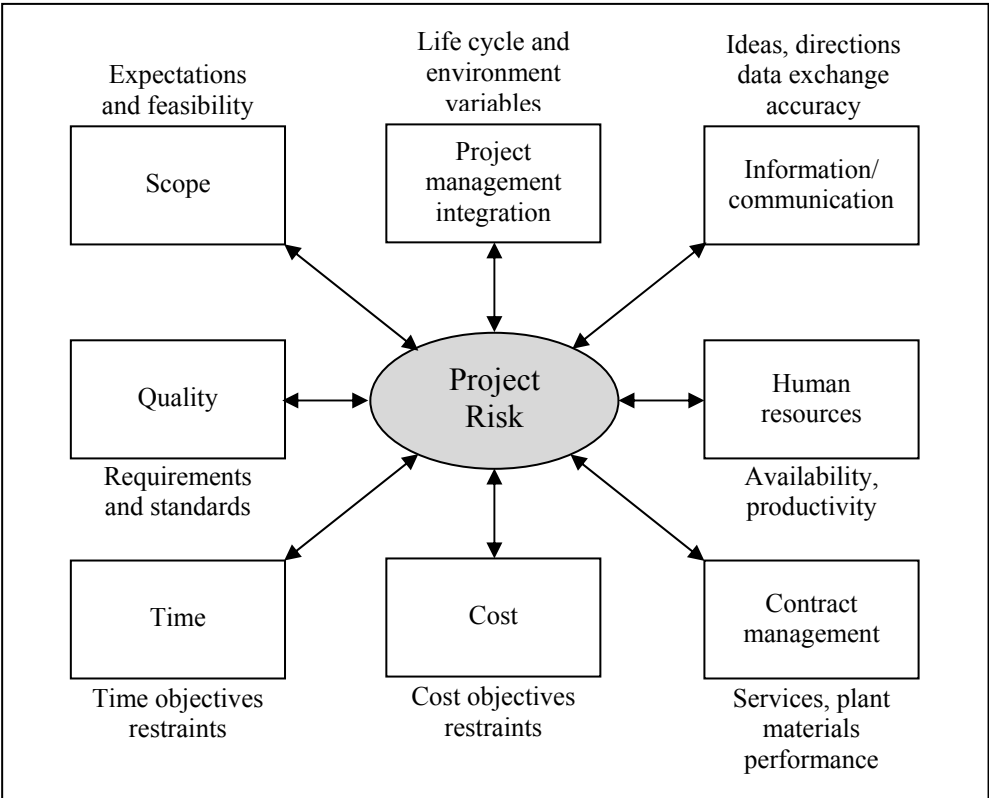 Expectations
and feasibility
Life cycle and
environment
variables
Ideas, directions
data exchange
accuracy
Scope
Project
management
integration
Information/
communication
Quality
Project
Risk
Human
resources
Requirements
and standards
Availability,
productivity
Time
Cost
Contract
management
Time objectives
restraints
Cost objectives
restraints
Services, plant
materials
performance